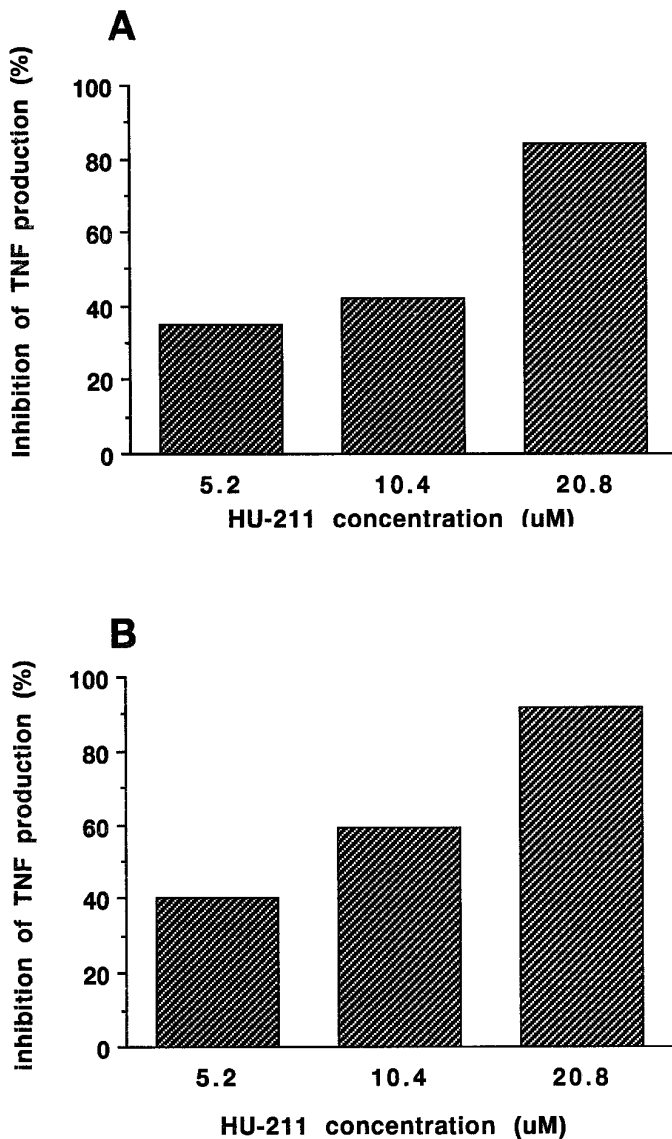 A
Inhibition of TNF production (%)
100
80
60
40
20
0
5.2 10.4 20.8
HU-211 concentration (uM)
B
inhibition of TNF production (%)
100
80
60
40
20
0
5.2 10.4 20.8
HU-211 concentration (uM)